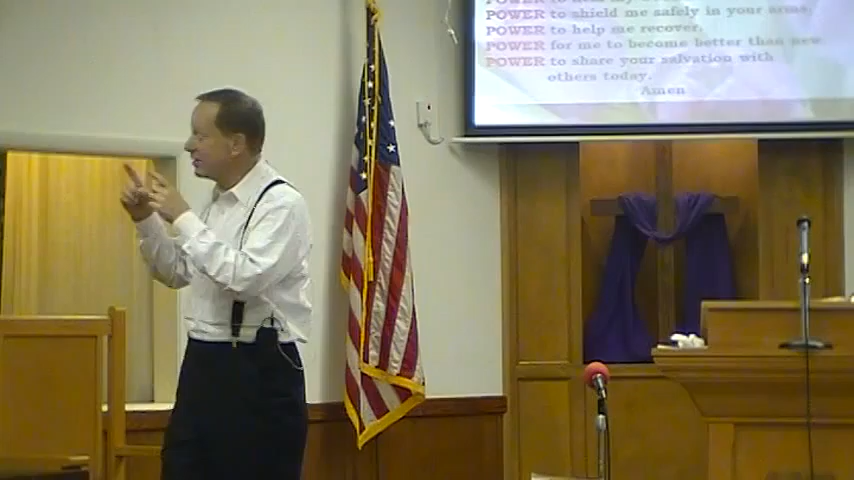 POWER to shield me safely in your arms.
POWER to help me recover.
POWER for me to become better than new.
POWER to share your salvation with
others today.
Amen